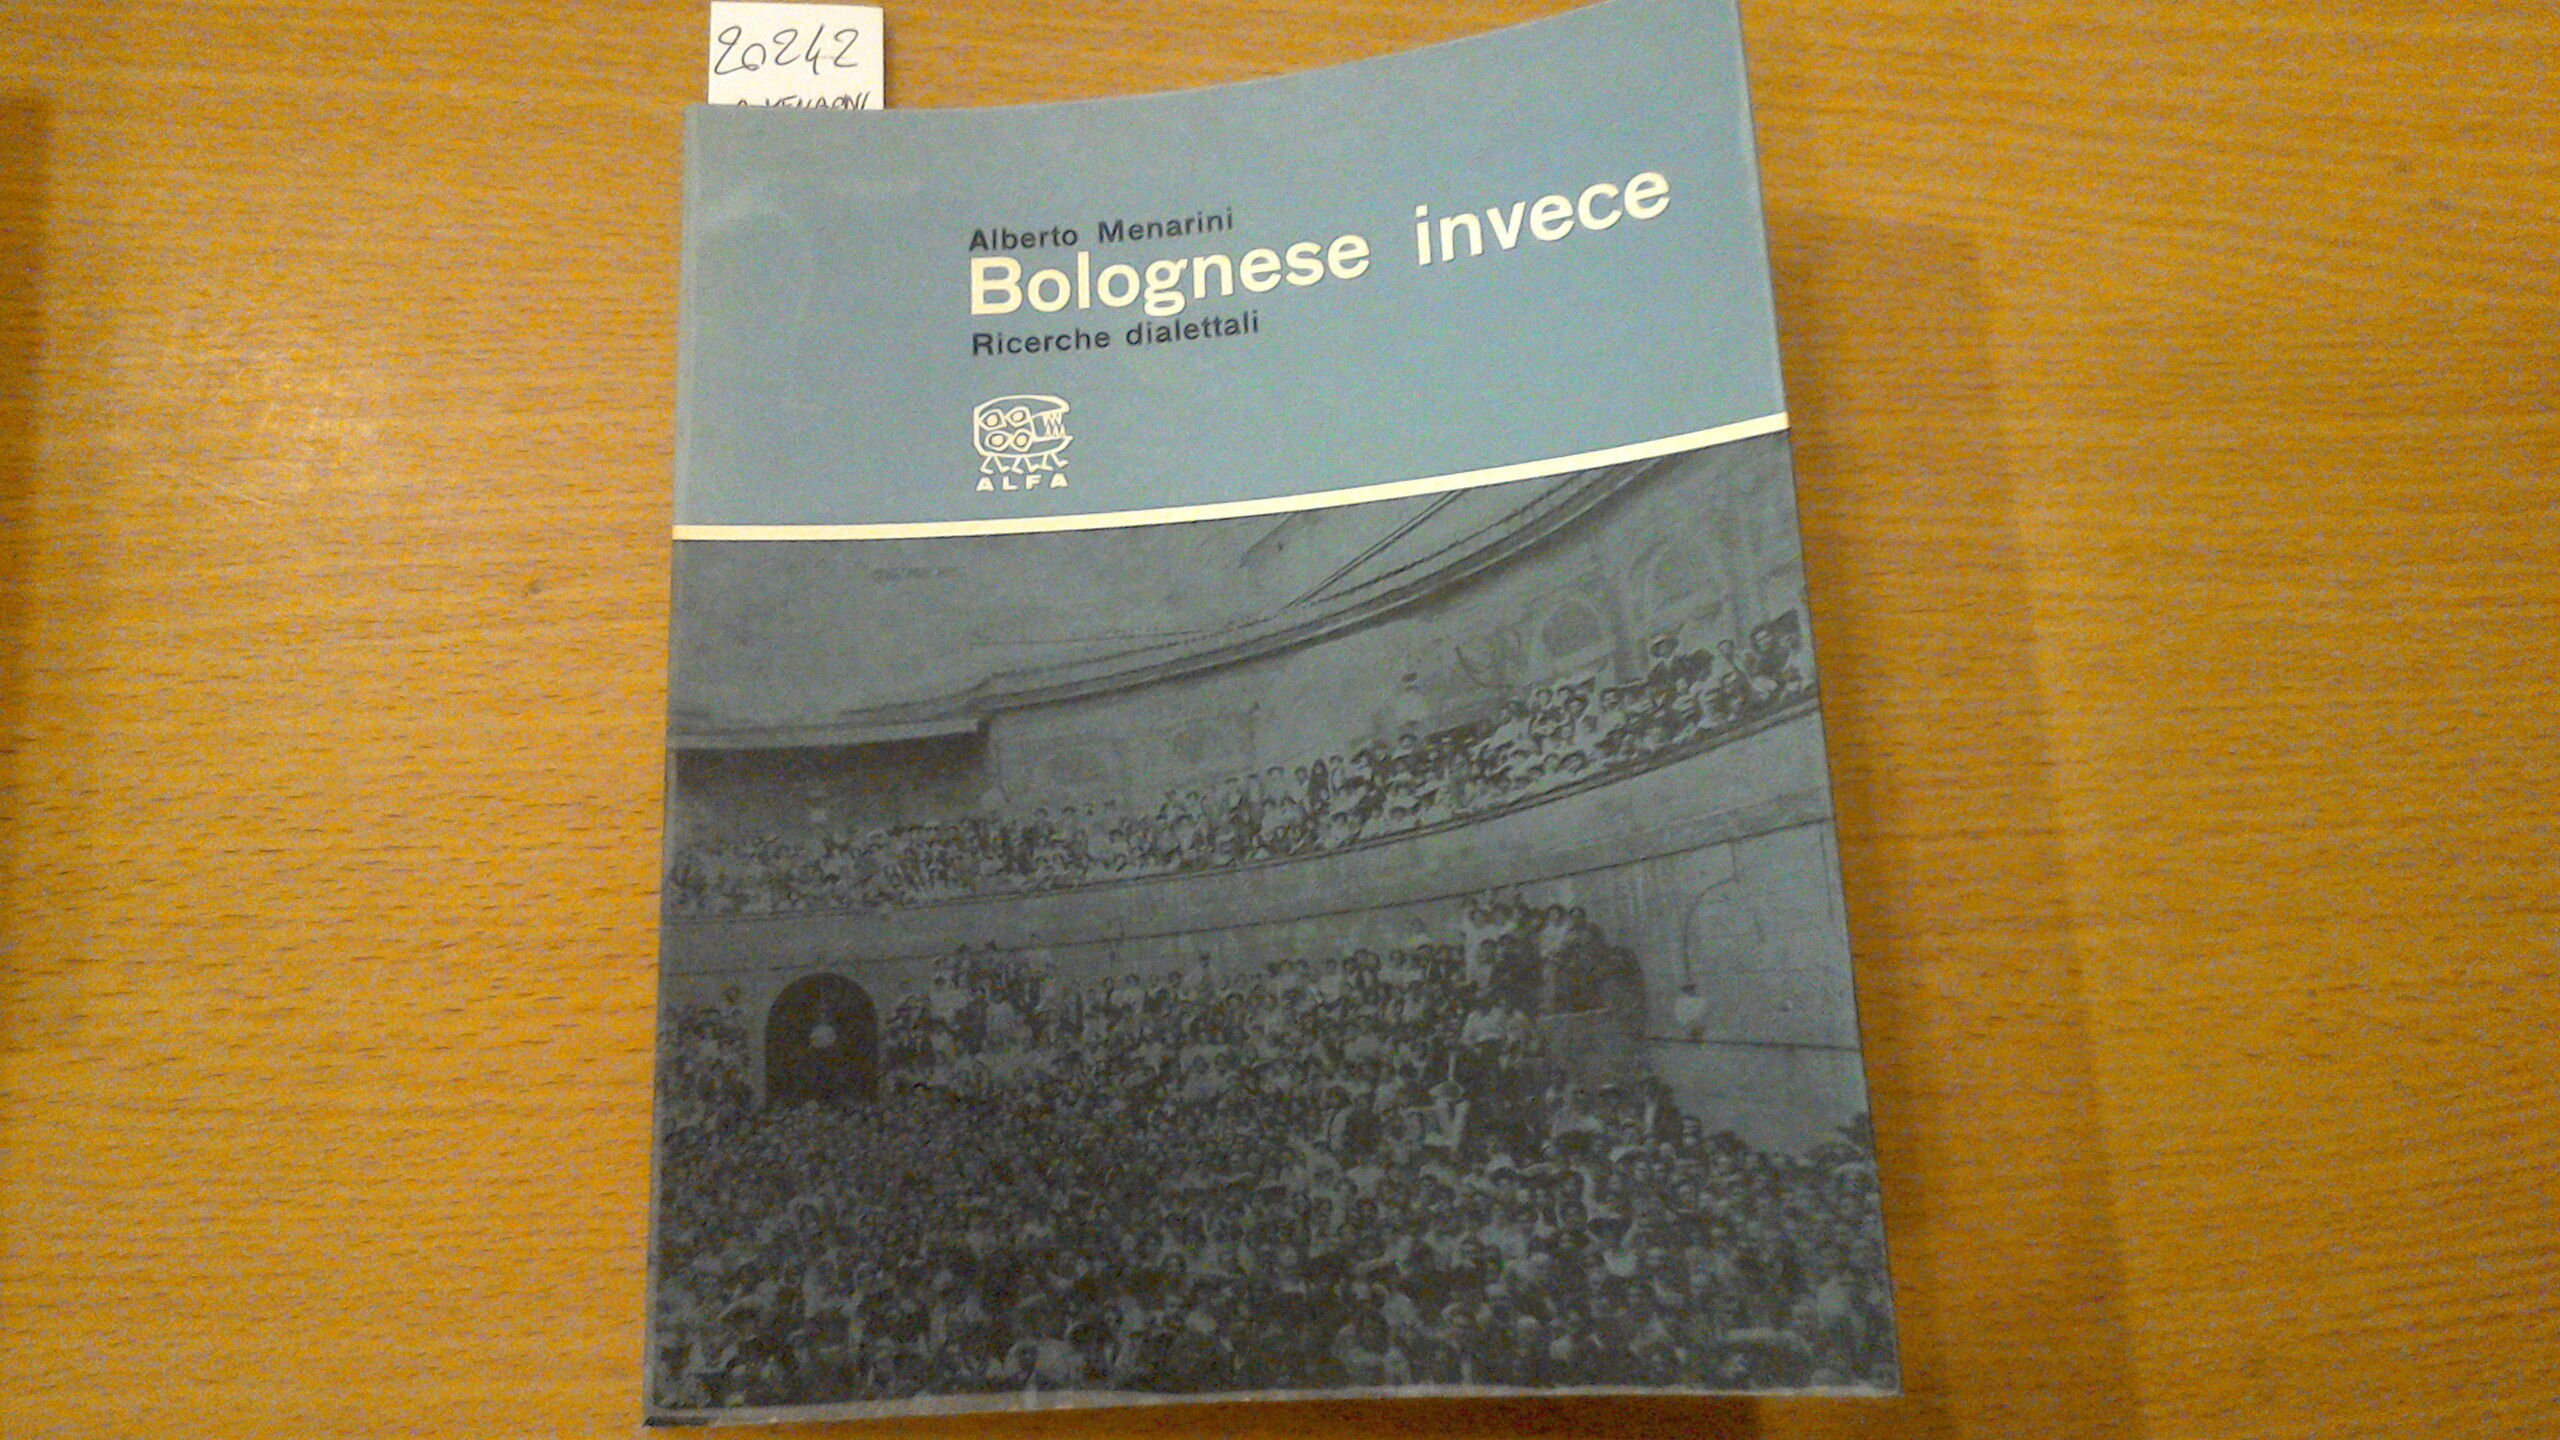 20242
Alberto Menarini
Bolognese invece
Ricerche dialettali
ALFA